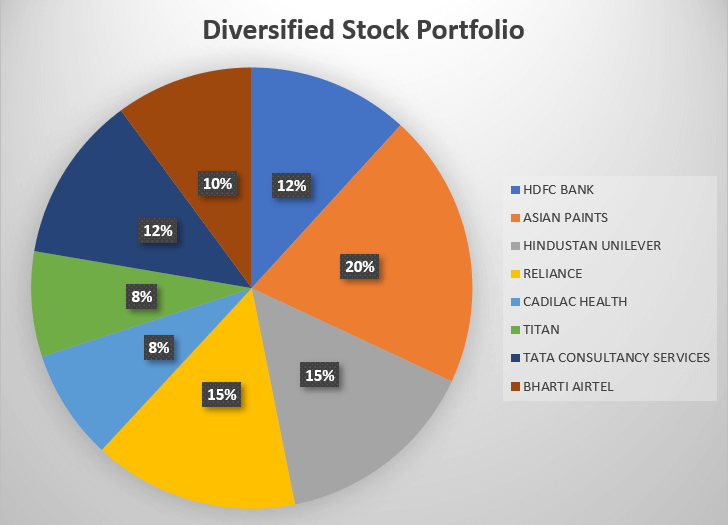 Diversified Stock Portfolio
10%
12%
12%
20%
8%
8%
15%
15%
HDFC BANK
ASIAN PAINTS
HINDUSTAN UNILEVER
RELIANCE
CADILAC HEALTH
TITAN
TATA CONSULTANCY SERVICES
BHARTI AIRTEL